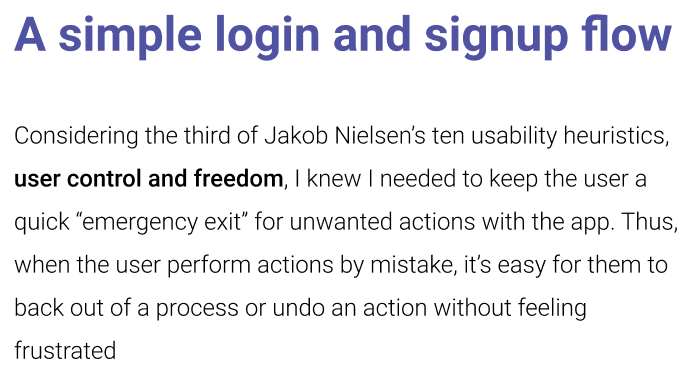 A simple login and signup flow
Considering the third of Jakob Nielsen’s ten usability heuristics,
user control and freedom, I knew I needed to keep the user a
quick “emergency exit” for unwanted actions with the app. Thus,
when the user perform actions by mistake, it’s easy for them to
back out of a process or undo an action without feeling
frustrated